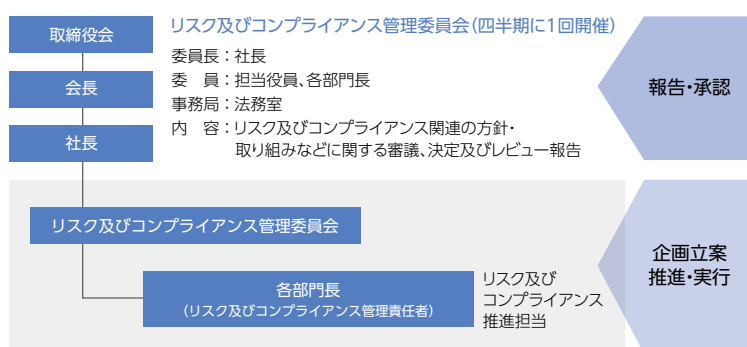 取締役会
会長
社長
リスク及びコンプライアンス管理委員会(四半期に1回開催)
委員長：社長
委　員：担当役員、各部門長
事務局：法務室
内　容：リスク及びコンプライアンス関連の方針・
取り組みなどに関する審議、決定及びレビュー報告
報告・承認
リスク及びコンプライアンス管理委員会
各部門長
(リスク及びコンプライアンス管理責任者)
リスク及び
コンプライアンス
推進担当
企画立案
推進・実行